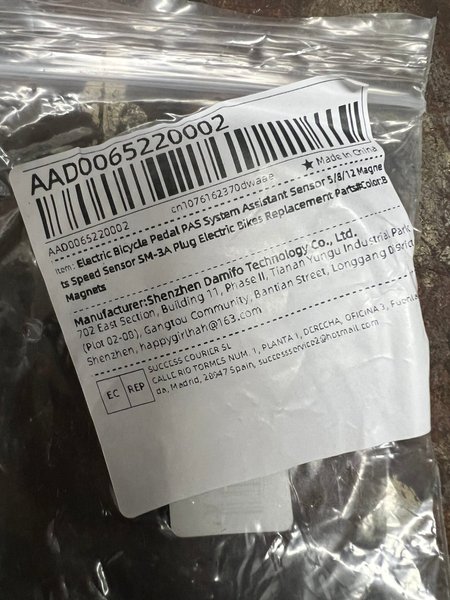 AAD0065220002
AAD0065220002
cn1076162370dwaae
★ Made In China
Item: Electric Bicycle Pedal PAS System Assistant Sensor 5/8/12 Magne
ts Speed Sensor SM-3A Plug Electric Bikes Replacement Parts#Color:8
Magnets
Manufacturer:Shenzhen Damifo Technology Co., Ltd.
702 East Section, Building 11, Phase II, Tianan Yungu Industrial Park
(Plot 02-08), Gangtou Community, Bantian Street, Longgang District
Shenzhen, happygirlhah@163.com
EC REP
SUCCESS COURIER SL
CALLE RIO TORMES NUM. 1, PLANTA 1, DERECHA, OFICINA 3, Fuenla
da, Madrid, 28947 Spain, successservice2@hotmail.com